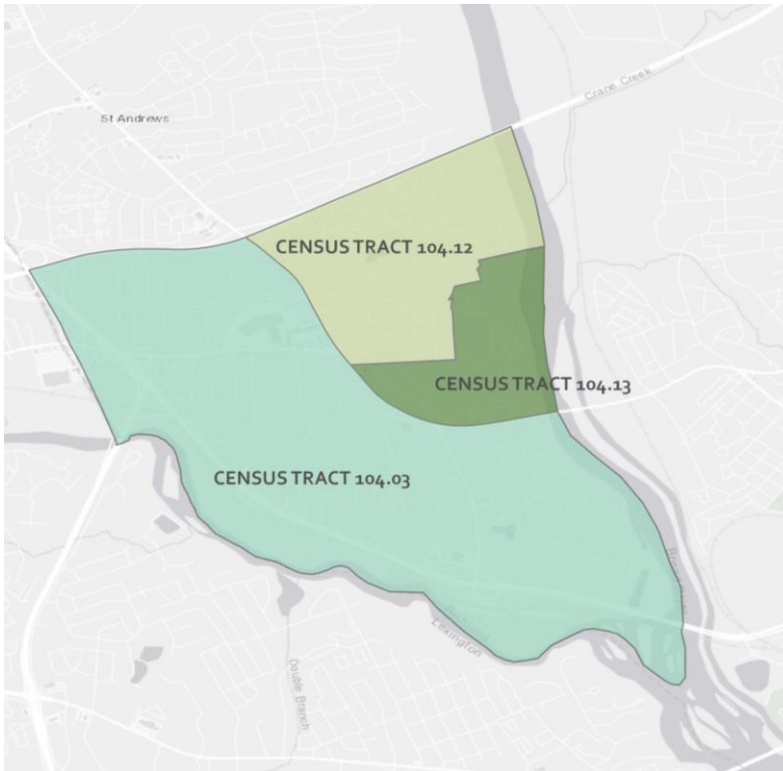 Crane Creek
St Andrews
CENSUS TRACT 104.12
CENSUS TRACT 104.13
CENSUS TRACT 104.03
Lexington
Double Branch